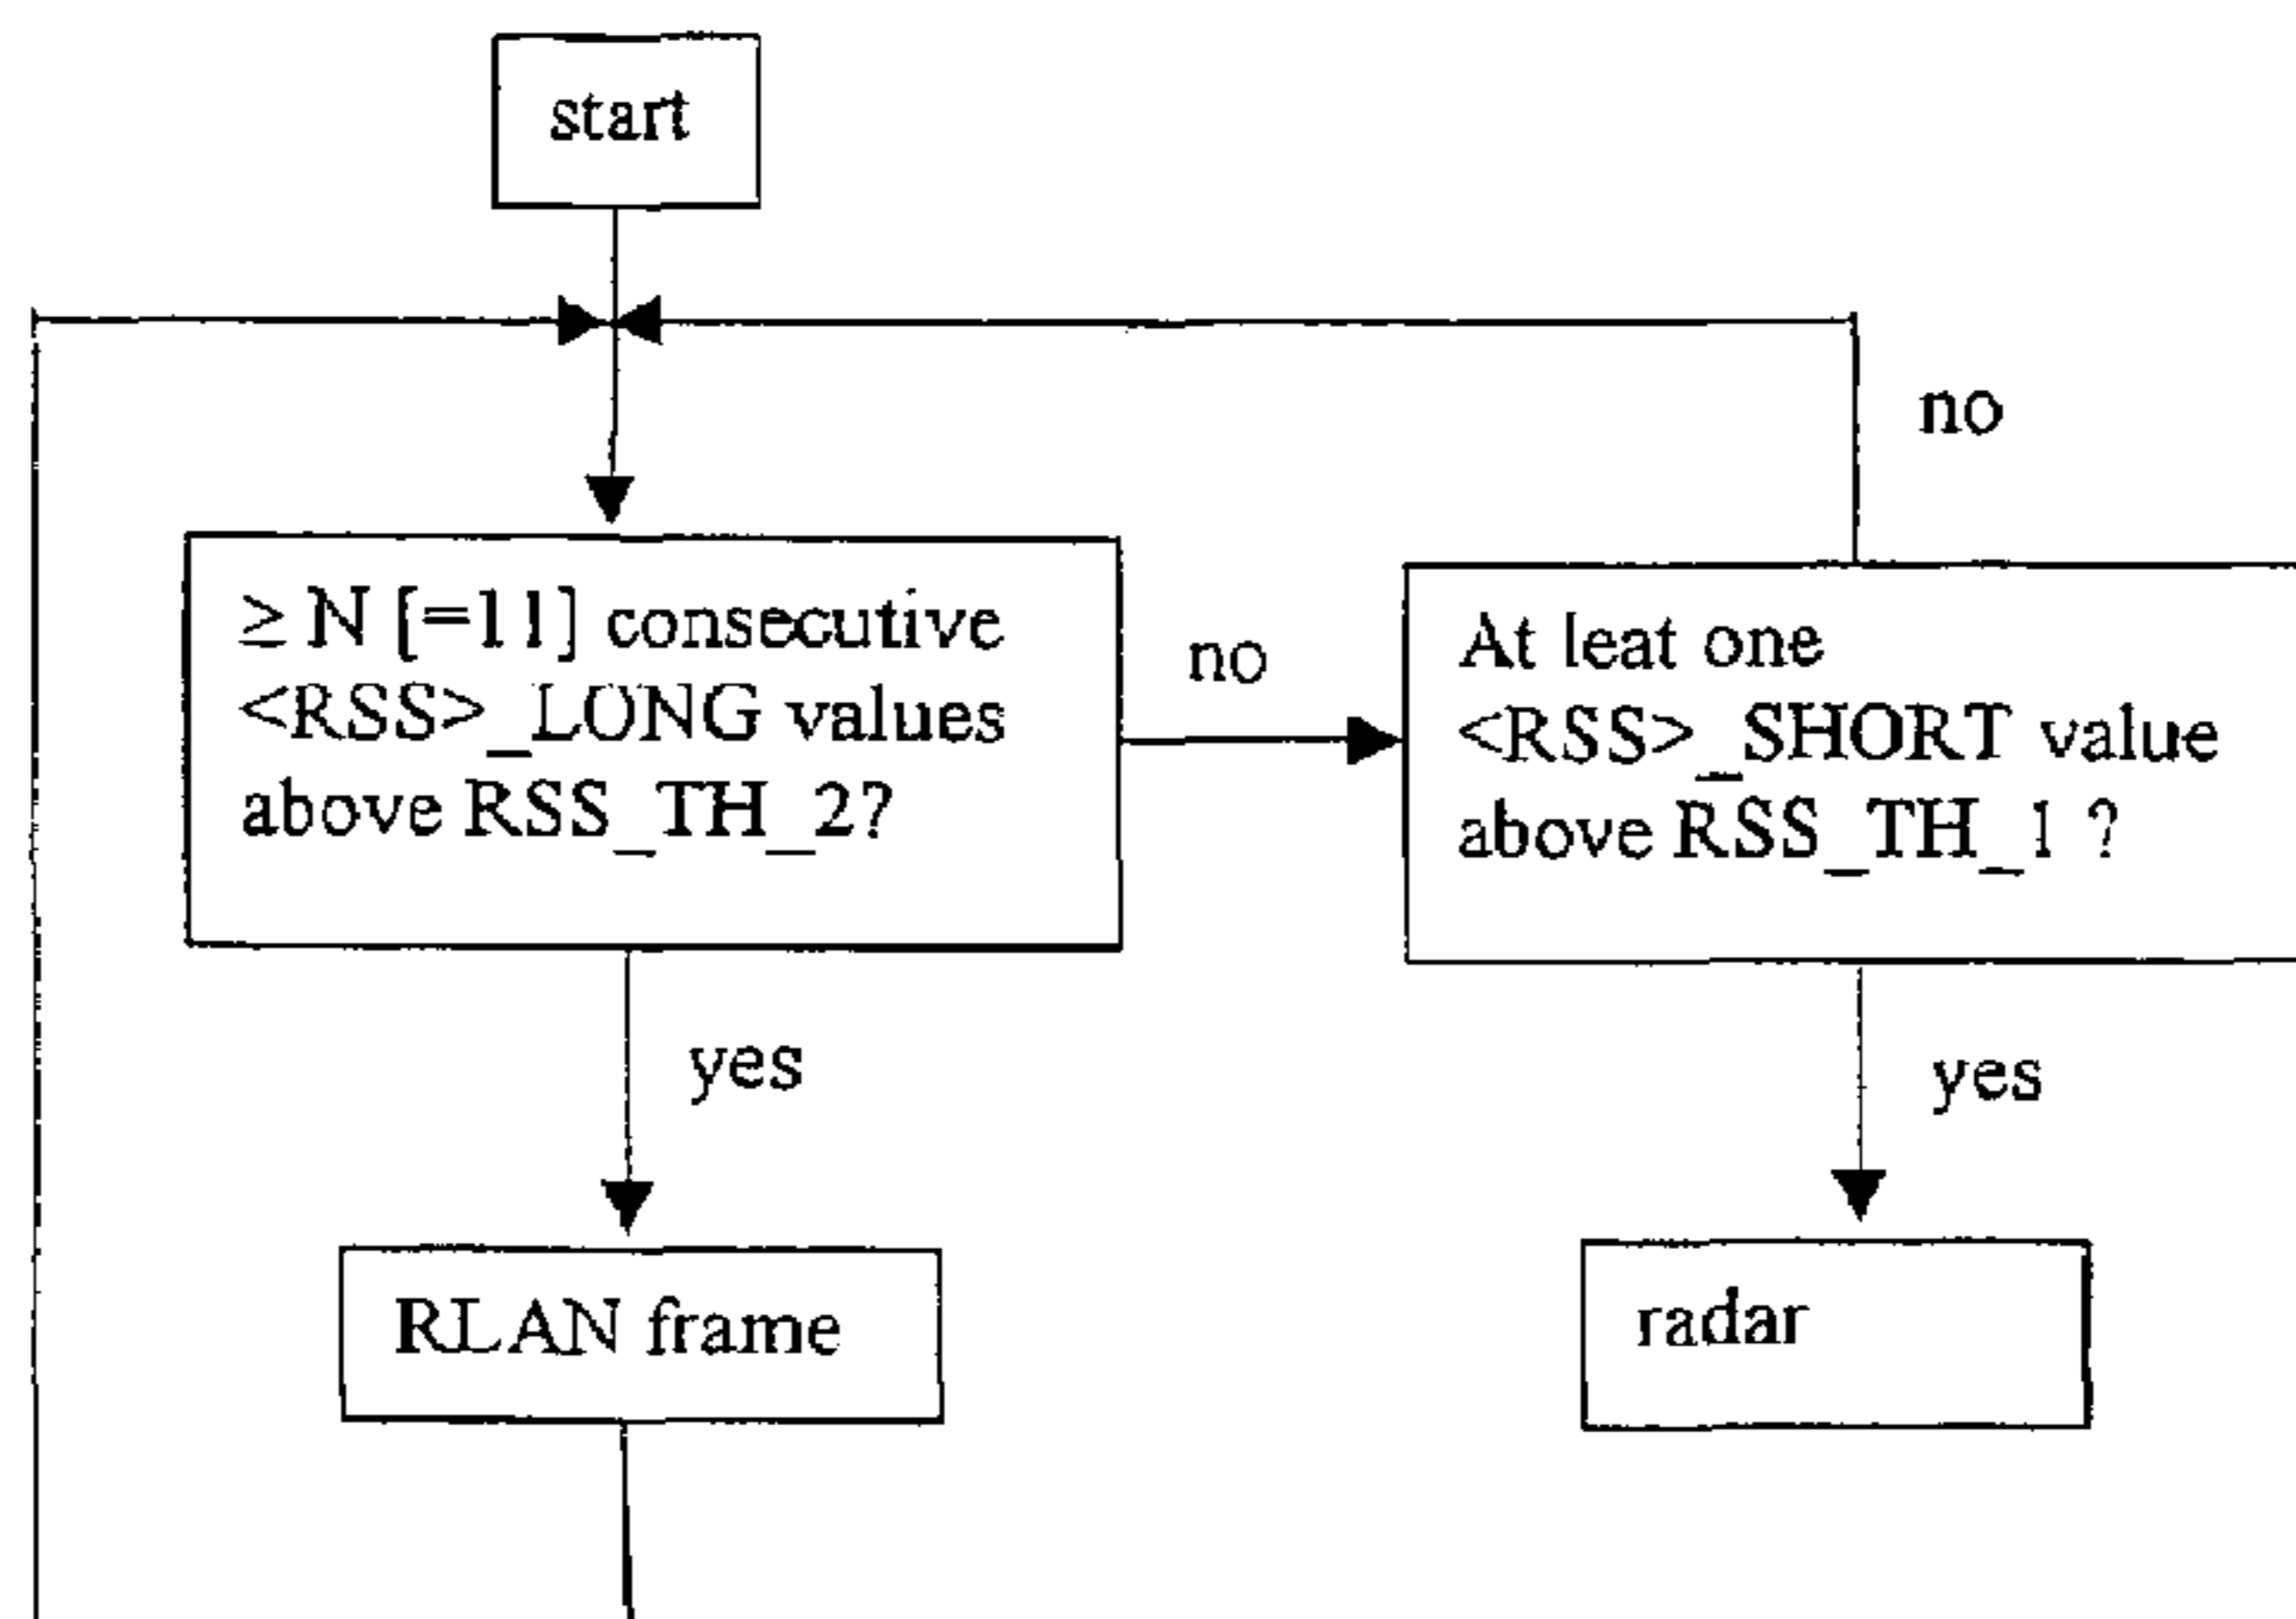 start
no
≥ N [=11] consecutive
<RSS>_LONG values
above RSS_TH_2?
no
At leat one
<RSS>_SHORT value
above RSS_TH_1 ?
yes
yes
RLAN frame
radar